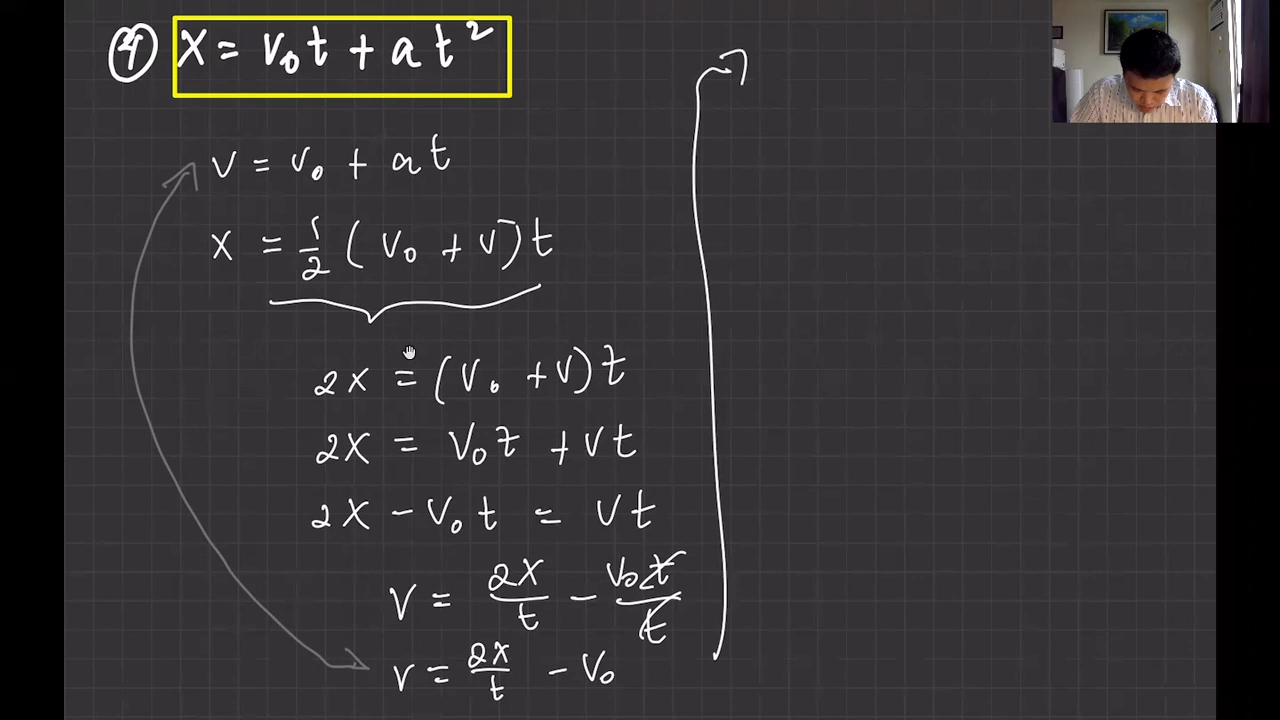 ④ x = v₀t + at²
v = v₀ + at
x = 1/2 (v₀ + v)t
2x = (v₀ + v)t
2x = v₀t + vt
2x - v₀t = vt
v = 2x/t - v₀t/t
v = 2x/t - v₀